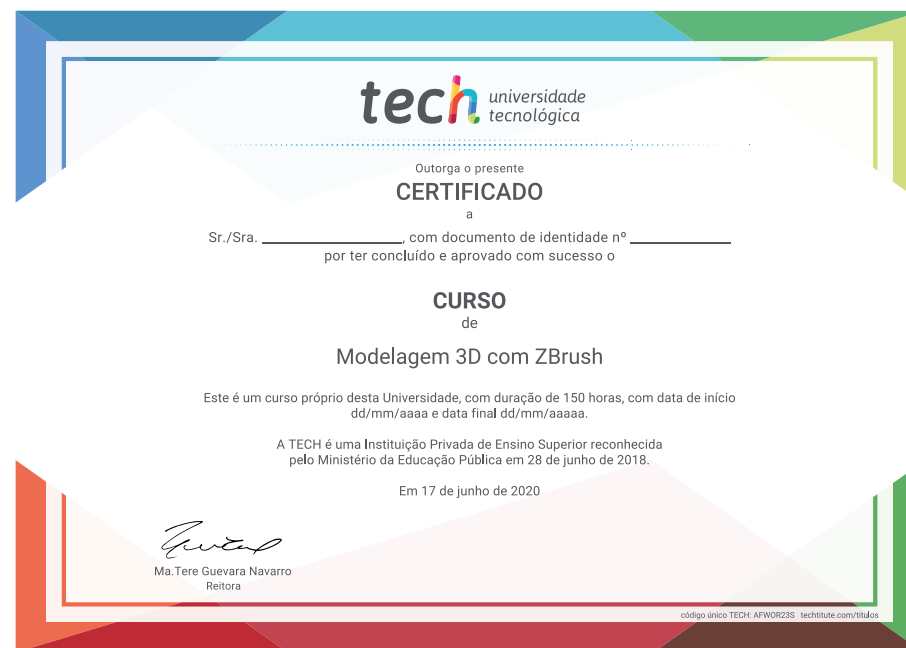 tech universidade
tecnológica
Outorga o presente
CERTIFICADO
a
Sr./Sra. ________________, com documento de identidade nº ____________
por ter concluído e aprovado com sucesso o
CURSO
de
Modelagem 3D com ZBrush
Este é um curso próprio desta Universidade, com duração de 150 horas, com data de início
dd/mm/aaaa e data final dd/mm/aaaaa.
A TECH é uma Instituição Privada de Ensino Superior reconhecida
pelo Ministério da Educação Pública em 28 de junho de 2018.
Em 17 de junho de 2020
Ma.Tere Guevara Navarro
Reitora
código único TECH: AFWOR23S techtitute.com/titulos